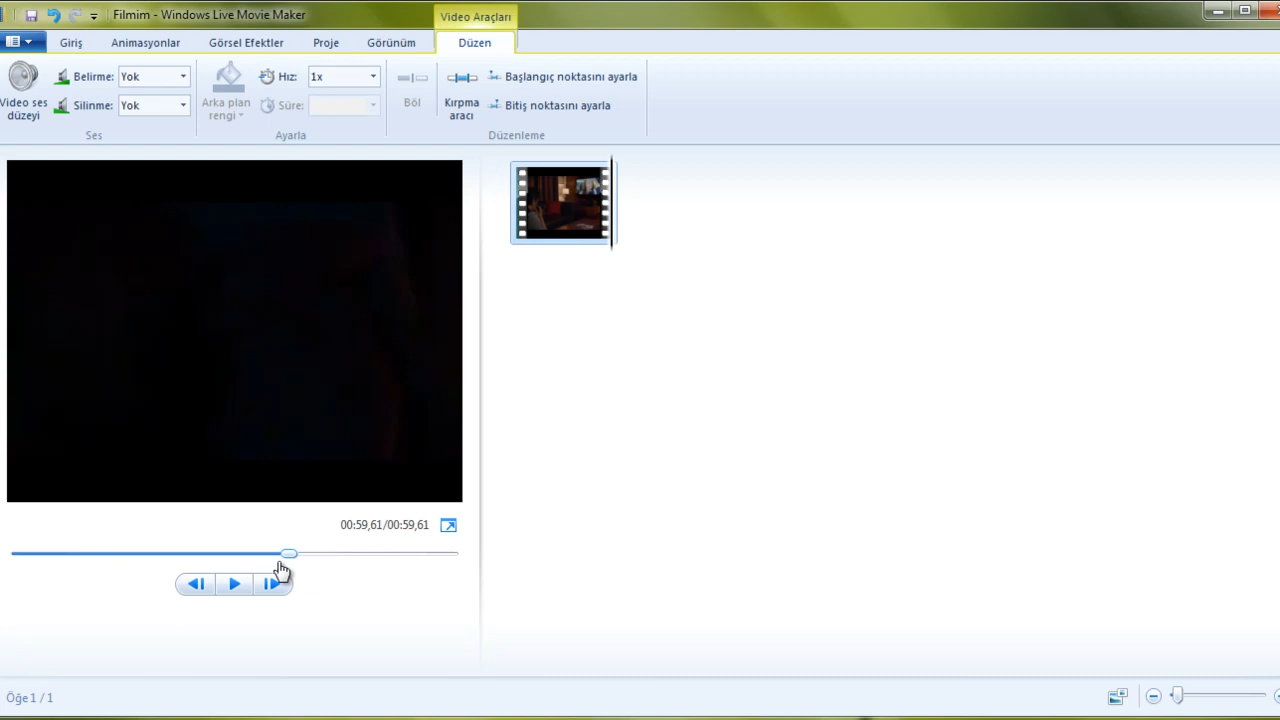 Filmim - Windows Live Movie Maker
Video Araçları
Giriş
Animasyonlar
Görsel Efektler
Proje
Görünüm
Düzen
Video ses
düzeyi
Belirme: Yok
Silinme: Yok
Ses
Arka plan
rengi
Hız: 1x
Süre:
Ayarla
Böl
Kırpma
aracı
Başlangıç noktasını ayarla
Bitiş noktasını ayarla
Düzenleme
00:59,61/00:59,61
Öğe 1 / 1